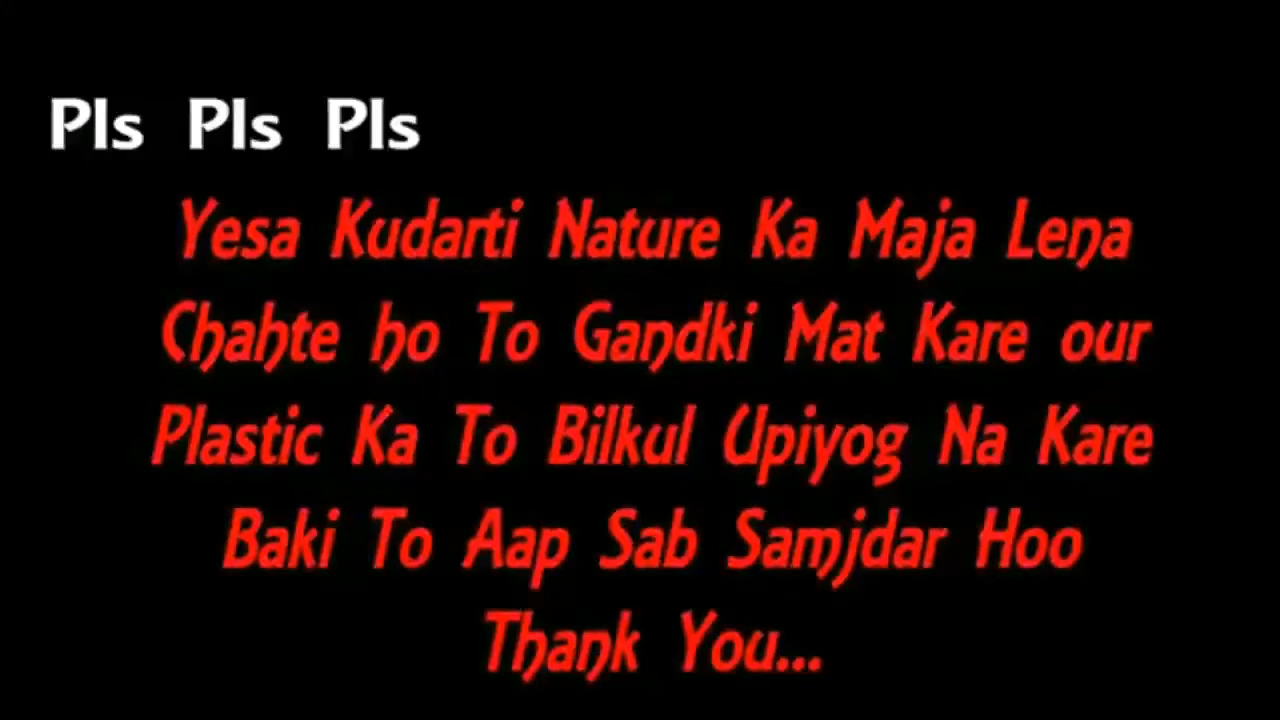 Pls Pls Pls
Yesa Kudarti Nature Ka Maja Lena
Chahte ho To Gandki Mat Kare our
Plastic Ka To Bilkul Upiyog Na Kare
Baki To Aap Sab Samjdar Hoo
Thank You...